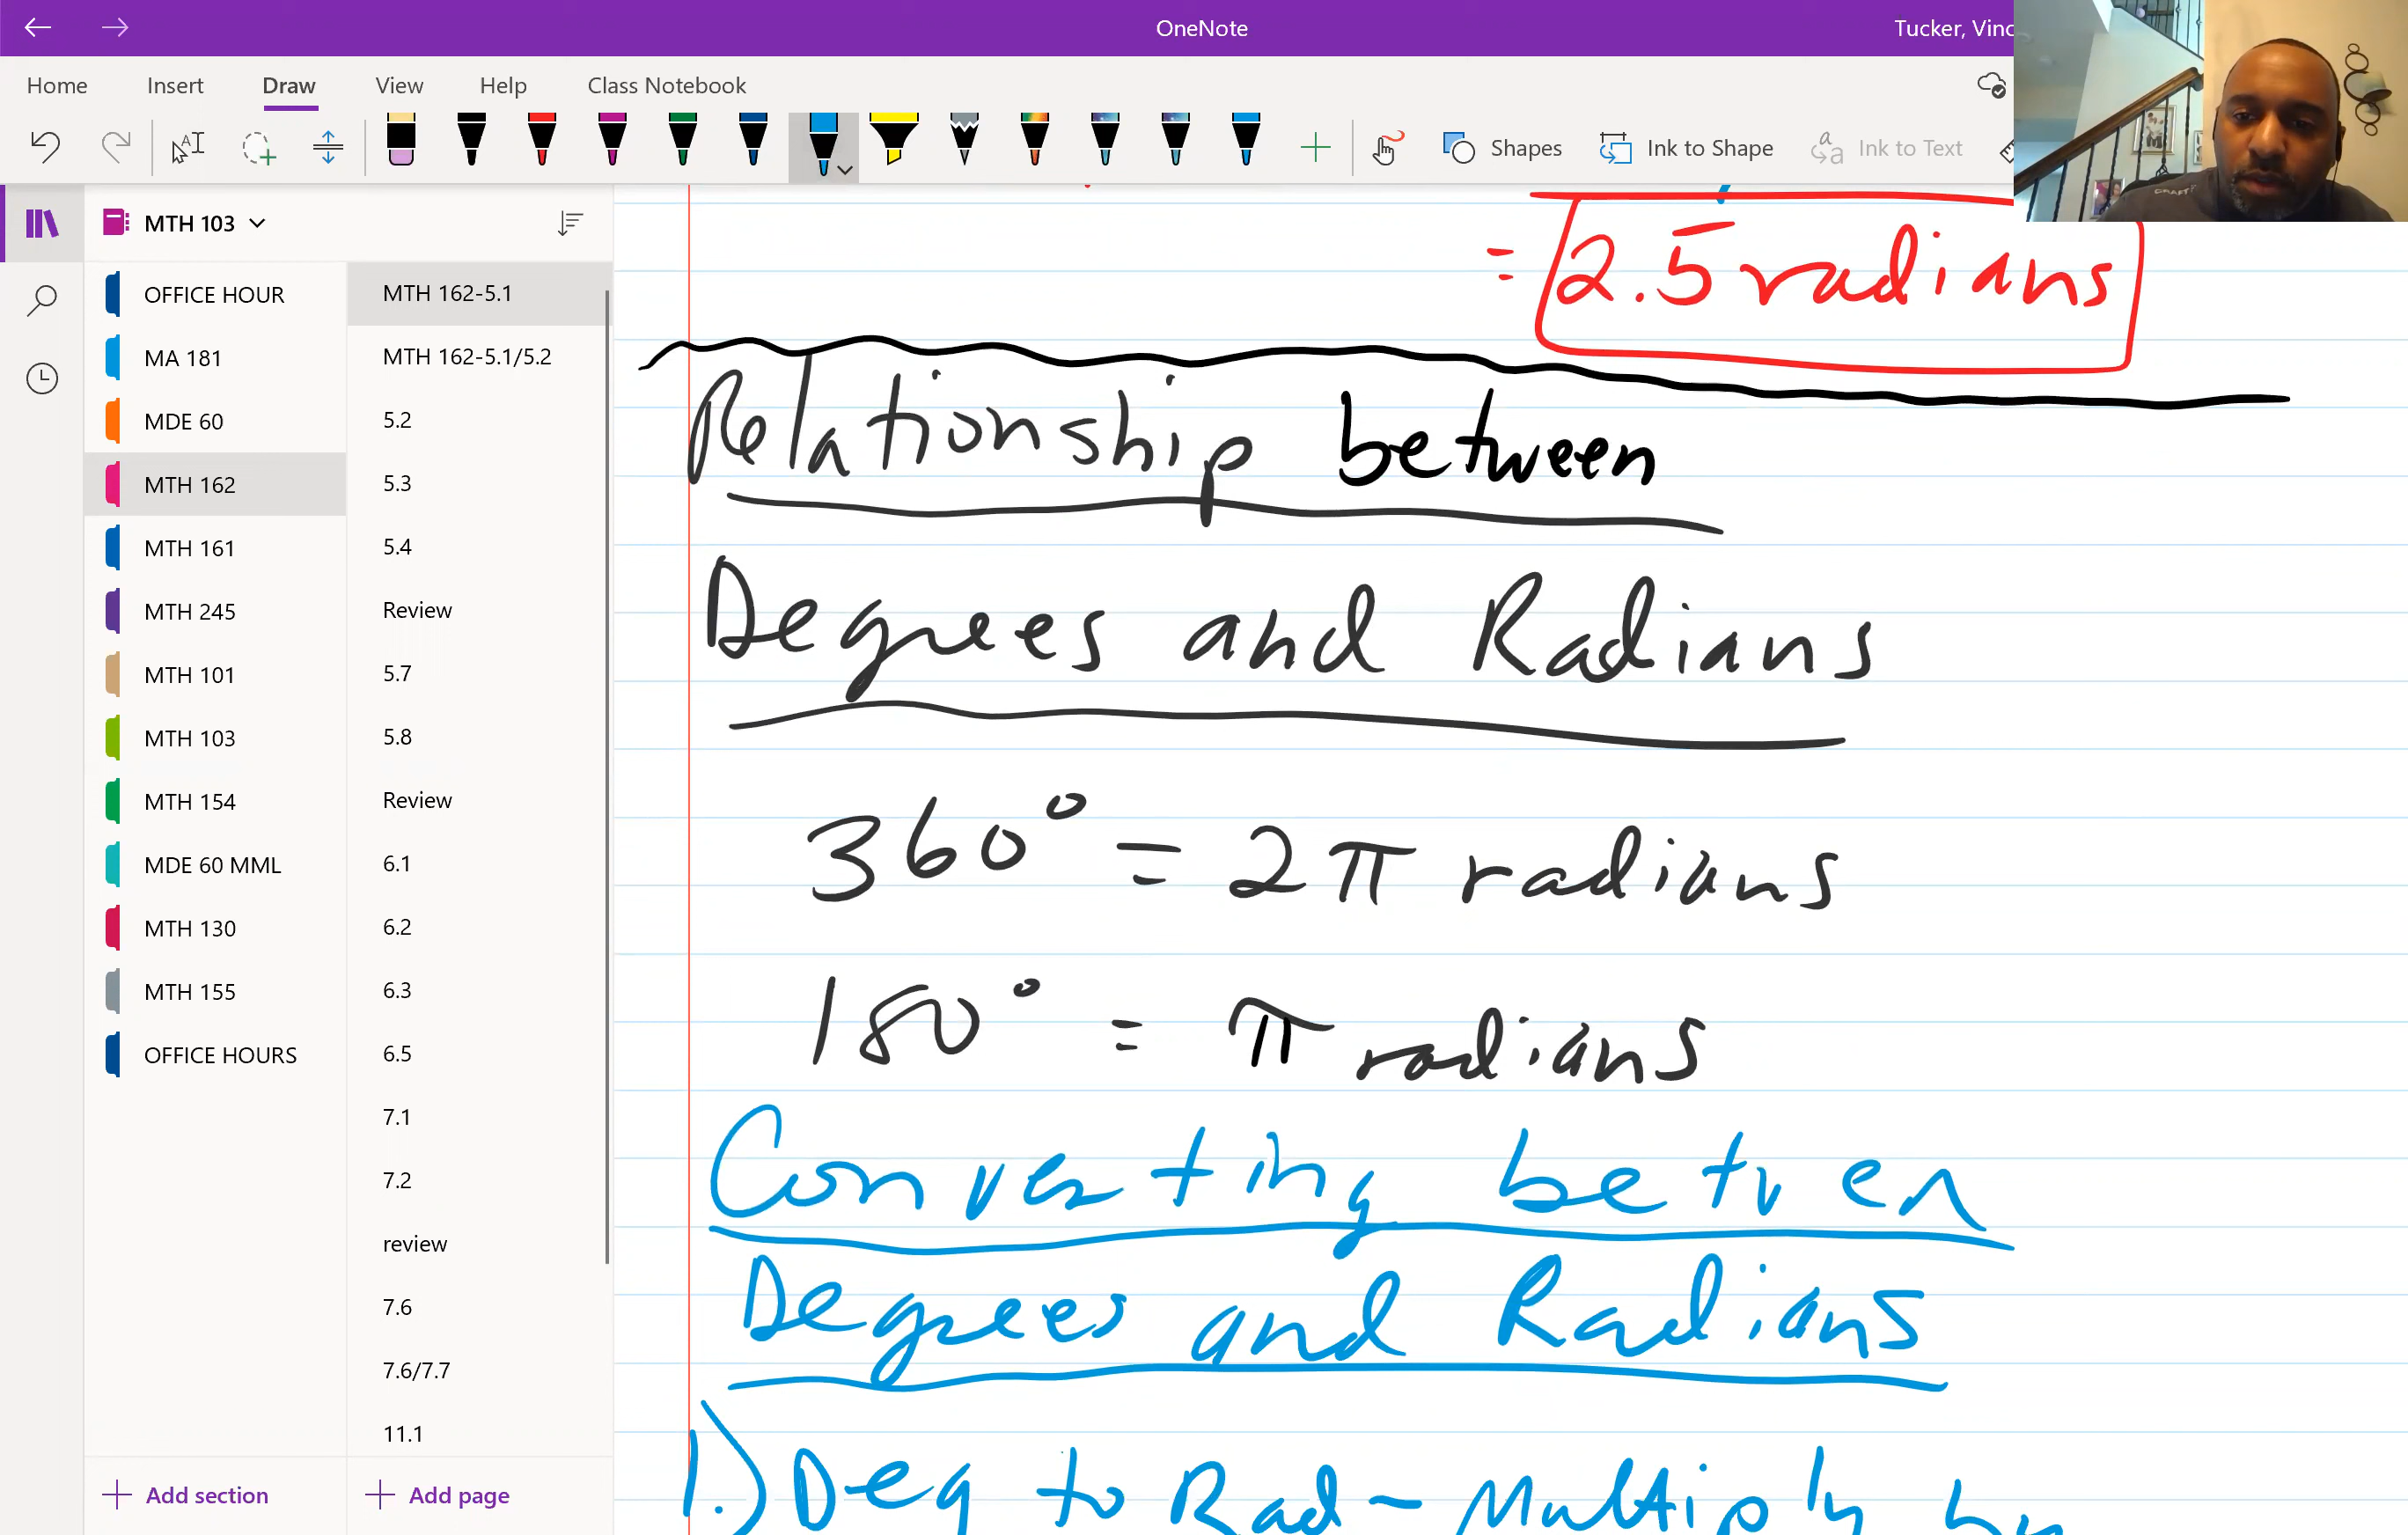 OneNote
Tucker, Vinc
Home Insert Draw View Help Class Notebook
Shapes Ink to Shape Ink to Text
MTH 103
OFFICE HOUR
MA 181
MDE 60
MTH 162
MTH 161
MTH 245
MTH 101
MTH 103
MTH 154
MDE 60 MML
MTH 130
MTH 155
OFFICE HOURS
Add section
MTH 162-5.1
MTH 162-5.1/5.2
5.2
5.3
5.4
Review
5.7
5.8
Review
6.1
6.2
6.3
6.5
7.1
7.2
review
7.6
7.6/7.7
11.1
Add page
= 2.5 radians
Relationship between
Degrees and Radians
360° = 2π radians
180° = π radians
Converting betwen
Degrees and Radians
1.) Deg to Rad - Multiply by
CRAFT